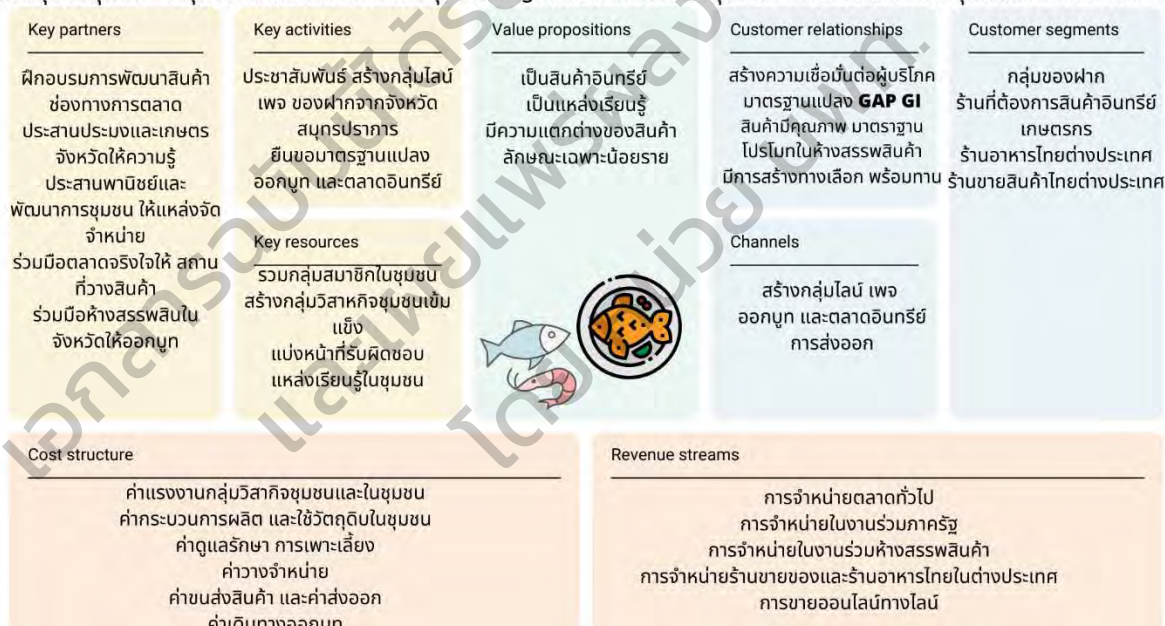 Key partners
ฝึกอบรมการพัฒนาสินค้า
ช่องทางการตลาด
ประสานประมงและเกษตร
จังหวัดให้ความรู้
ประสานพานิชย์และ
พัฒนาการชุมชน ให้แหล่งจัด
จำหน่าย
ร่วมมือตลาดจริงใจให้ สถาน
ที่วางสินค้า
ร่วมมือห้างสรรพสินใน
จังหวัดให้ออกบูท
Key activities
ประชาสัมพันธ์ สร้างกลุ่มไลน์
เพจ ของฝากจากจังหวัด
สมุทรปราการ
ยืนขอมาตรฐานแปลง
ออกบูท และตลาดอินทรีย์
Key resources
รวมกลุ่มสมาชิกในชุมชน
สร้างกลุ่มวิสาหกิจชุมชนเข้ม
แข็ง
แบ่งหน้าที่รับผิดชอบ
แหล่งเรียนรู้ในชุมชน
Value propositions
เป็นสินค้าอินทรีย์
เป็นแหล่งเรียนรู้
มีความแตกต่างของสินค้า
ลักษณะเฉพาะน้อยราย
Customer relationships
สร้างความเชื่อมั่นต่อผู้บริโภค
มาตรฐานแปลง GAP GI
สินค้ามีคุณภาพ มาตราฐาน
โปรโมทในห้างสรรพสินค้า
มีการสร้างทางเลือก พร้อมทาน
Channels
สร้างกลุ่มไลน์ เพจ
ออกบูท และตลาดอินทรีย์
การส่งออก
Customer segments
กลุ่มของฝาก
ร้านที่ต้องการสินค้าอินทรีย์
เกษตรกร
ร้านอาหารไทยต่างประเทศ
ร้านขายสินค้าไทยต่างประเทศ
Cost structure
ค่าแรงงานกลุ่มวิสากิจชุมชนและในชุมชน
ค่ากระบวนการผลิต และใช้วัตถุดิบในชุมชน
ค่าดูแลรักษา การเพาะเลี้ยง
ค่าวางจำหน่าย
ค่าขนส่งสินค้า และค่าส่งออก
ค่าเดินทางออกบูท
Revenue streams
การจำหน่ายตลาดทั่วไป
การจำหน่ายในงานร่วมภาครัฐ
การจำหน่ายในงานร่วมห้างสรรพสินค้า
การจำหน่ายร้านขายของและร้านอาหารไทยในต่างประเทศ
การขายออนไลน์ทางไลน์